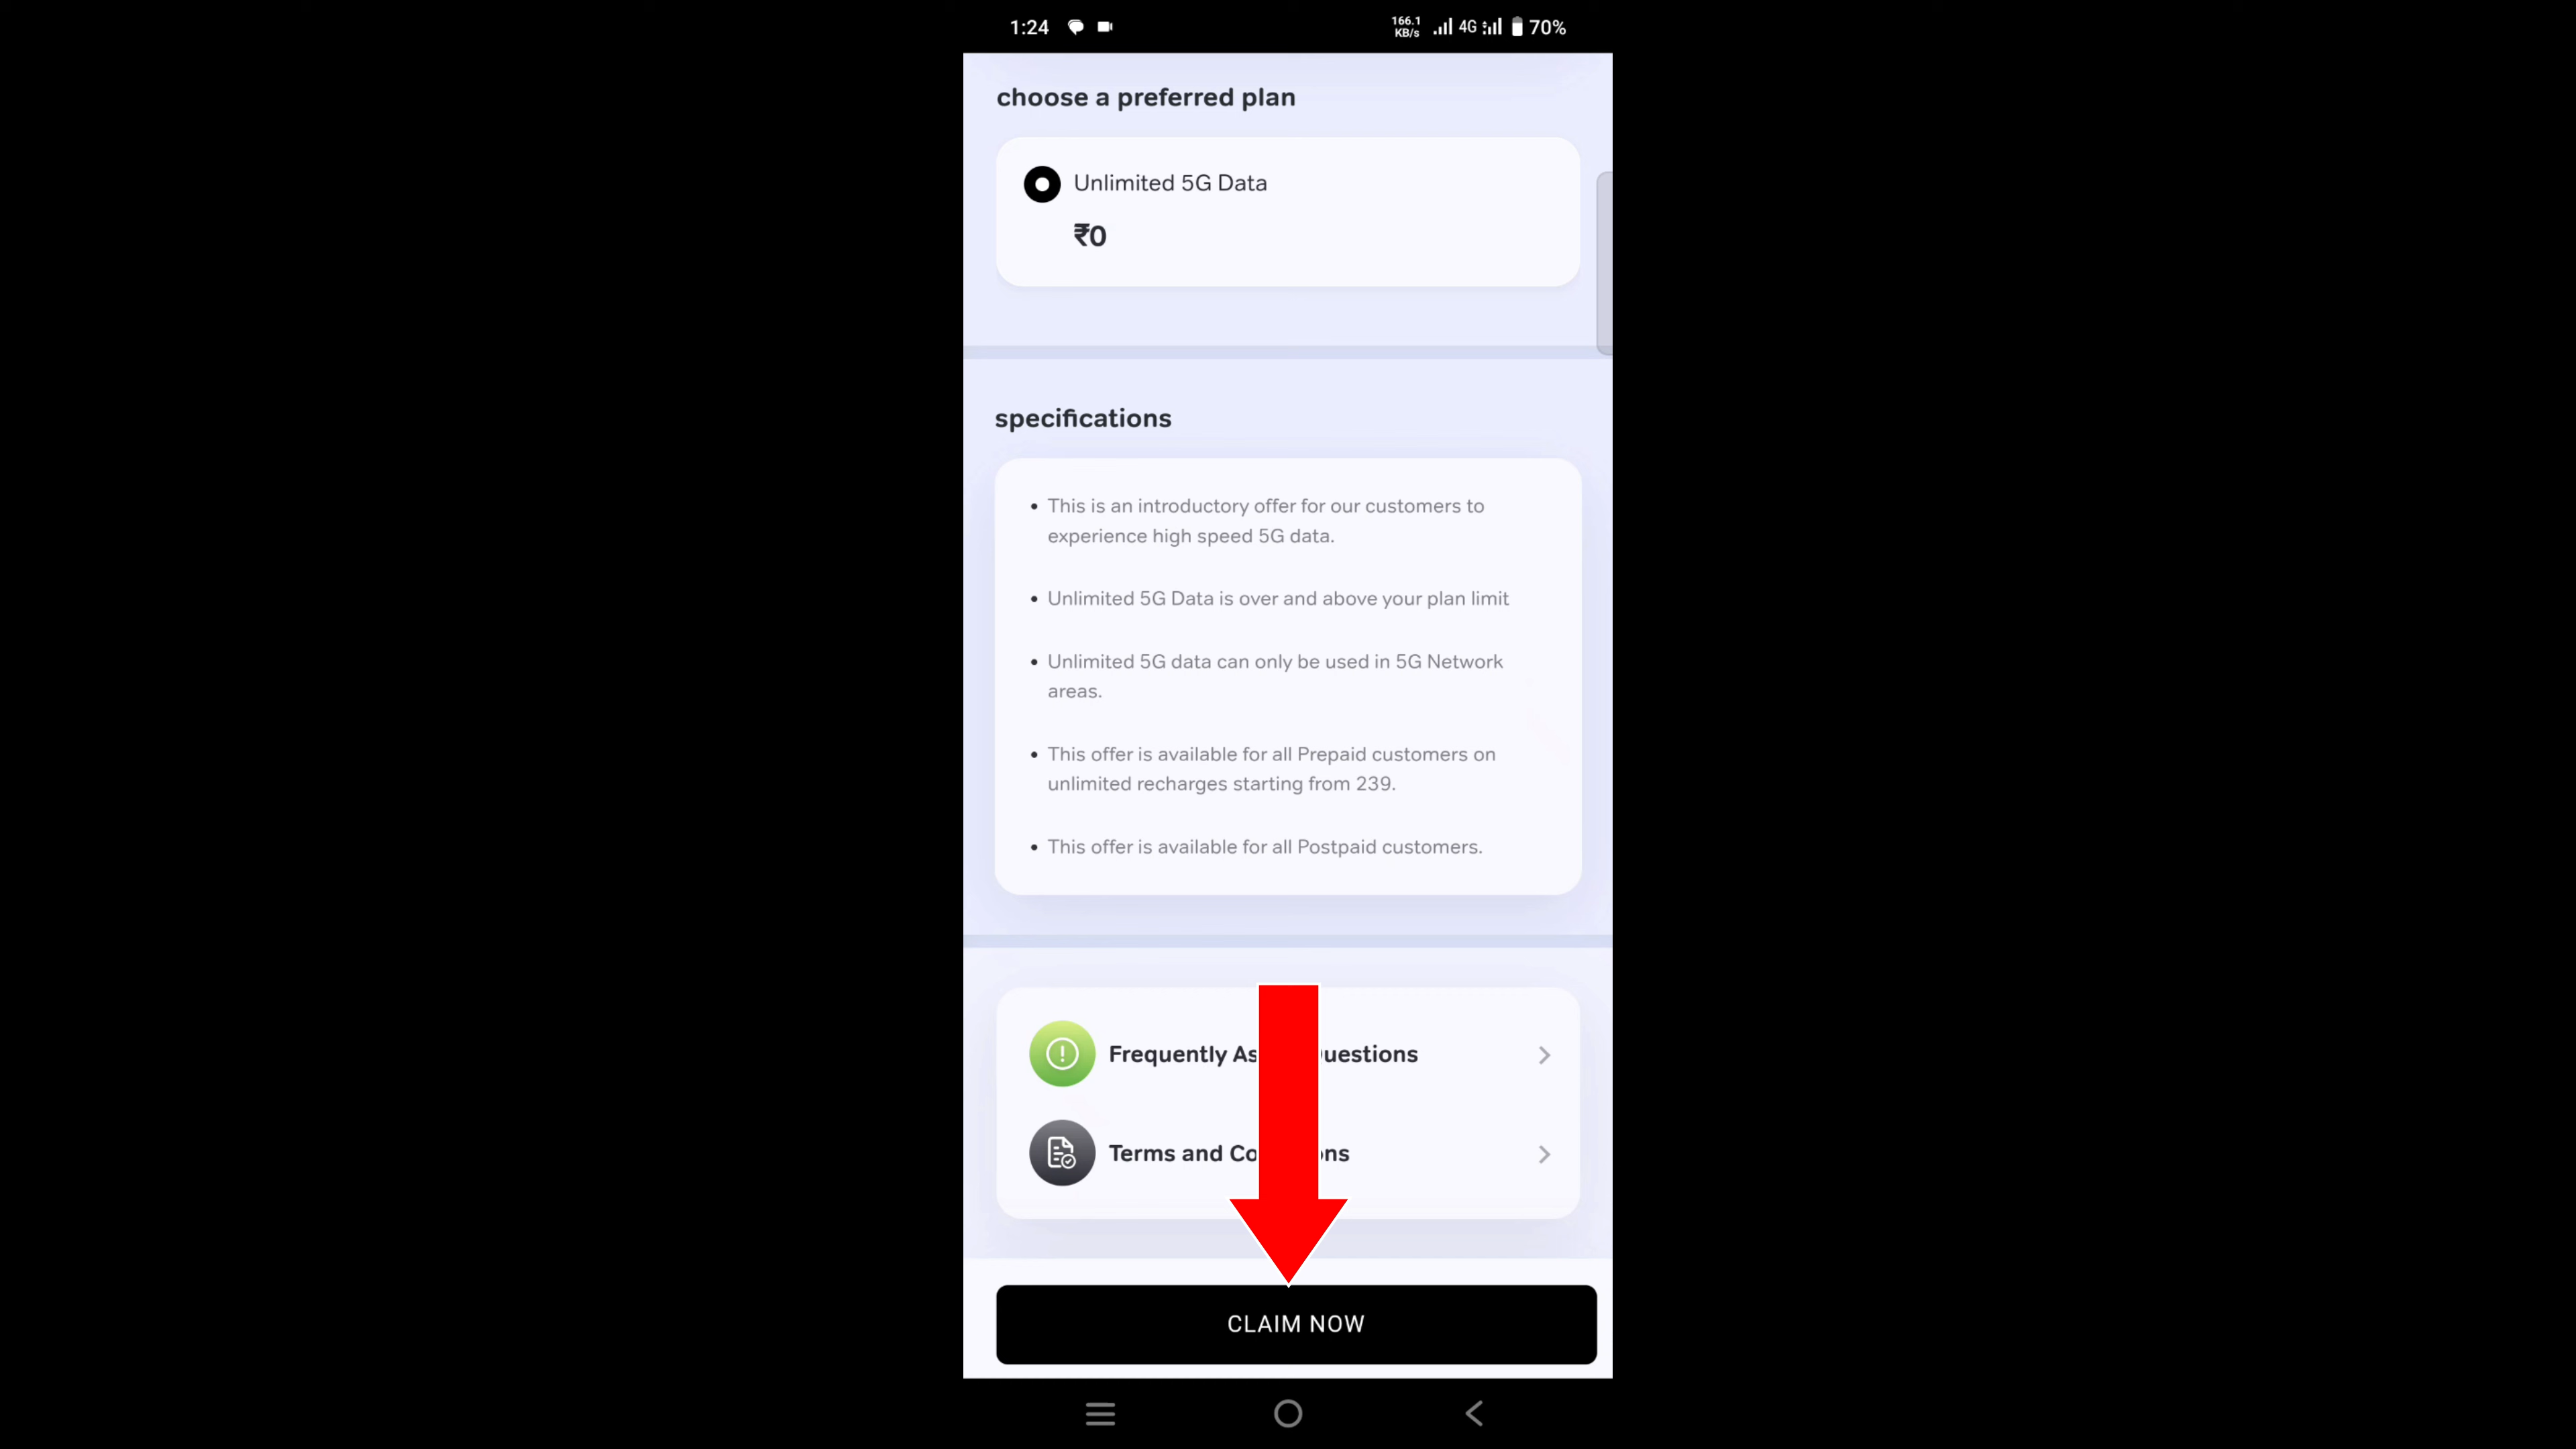 1:24
166.1
KB/s
4G
70%
choose a preferred plan
Unlimited 5G Data
₹0
specifications
• This is an introductory offer for our customers to
experience high speed 5G data.
• Unlimited 5G Data is over and above your plan limit
• Unlimited 5G data can only be used in 5G Network
areas.
• This offer is available for all Prepaid customers on
unlimited recharges starting from 239.
• This offer is available for all Postpaid customers.
Frequently
Terms and
CLAIM NOW